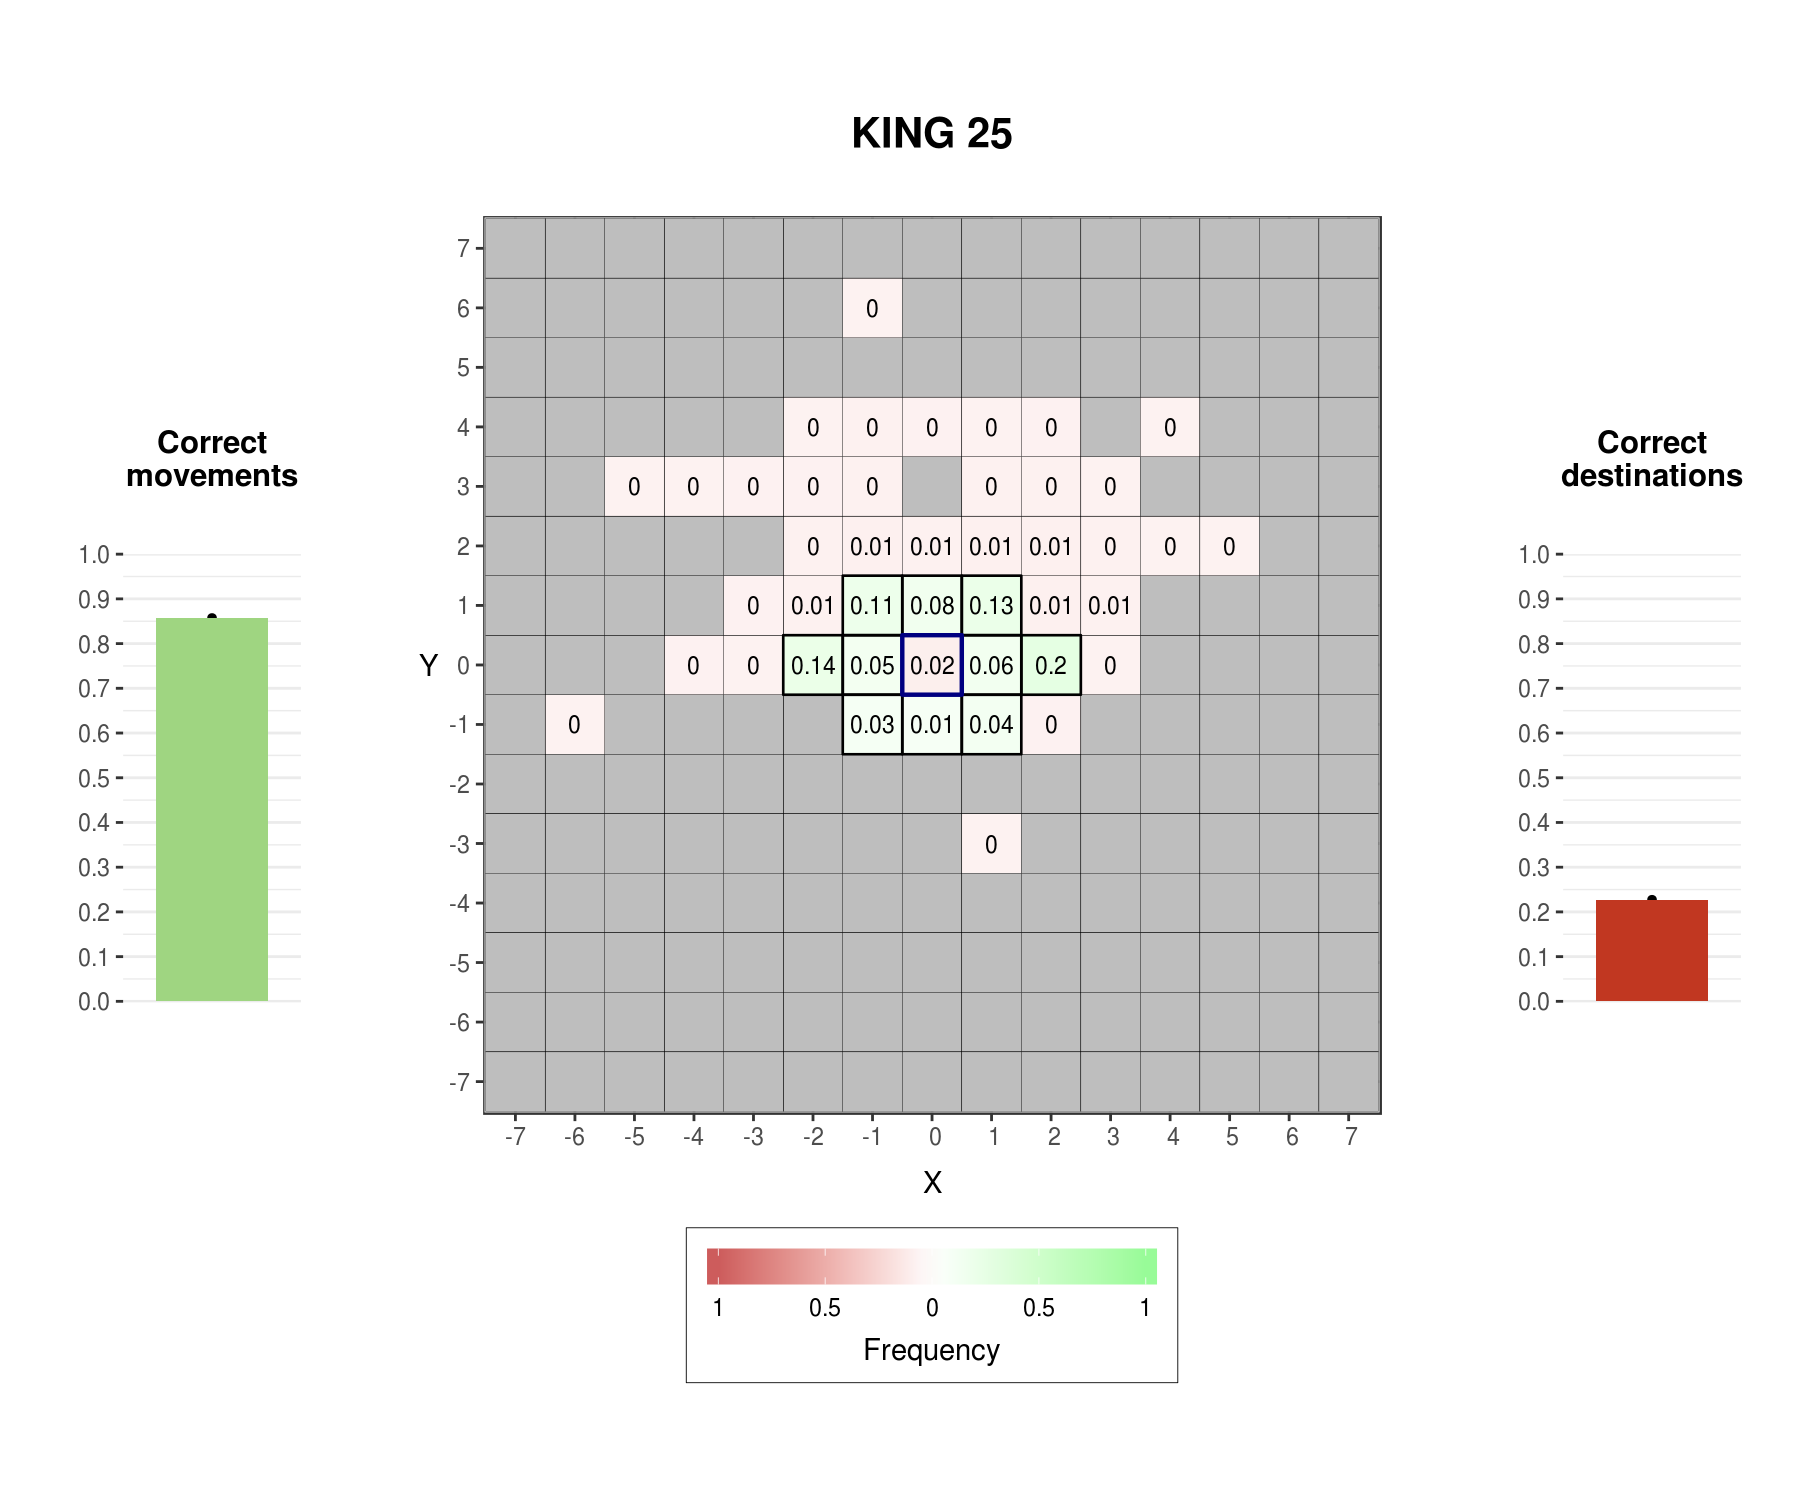 KING 25
Correct
movements
1.0
0.9
0.8
0.7
0.6
0.5
0.4
0.3
0.2
0.1
0.0
Y
7
6 0
5
4 0 0 0 0 0 0
3 0 0 0 0 0 0 0 0
2 0 0.01 0.01 0.01 0.01 0 0 0
1 0 0.01 0.11 0.08 0.13 0.01 0.01
0 0 0 0.14 0.05 0.02 0.06 0.2 0
-1 0 0.03 0.01 0.04 0
-2
-3 0
-4
-5
-6
-7
-7 -6 -5 -4 -3 -2 -1 0 1 2 3 4 5 6 7
X
1 0.5 0 0.5 1
Frequency
Correct
destinations
1.0
0.9
0.8
0.7
0.6
0.5
0.4
0.3
0.2
0.1
0.0